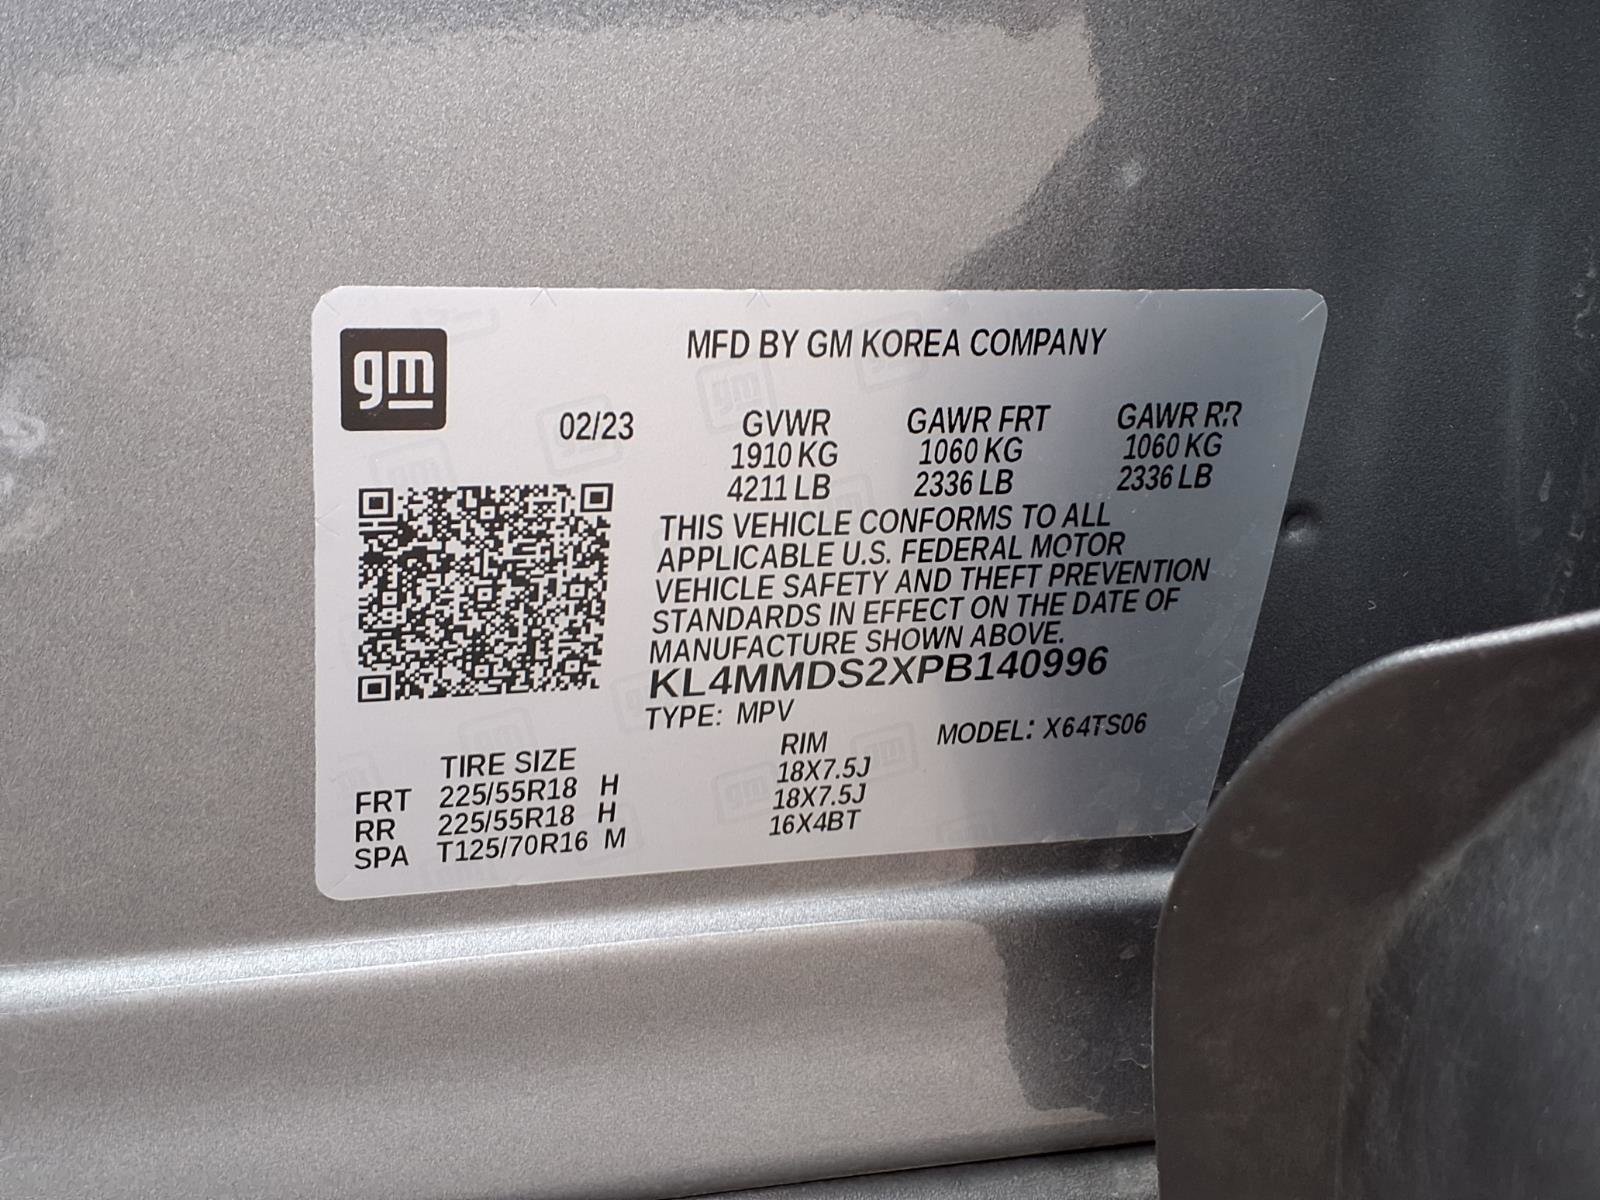 gm
MFD BY GM KOREA COMPANY
02/23 GVWR GAWR FRT GAWR RR
1910 KG 1060 KG 1060 KG
4211 LB 2336 LB 2336 LB
THIS VEHICLE CONFORMS TO ALL
APPLICABLE U.S. FEDERAL MOTOR
VEHICLE SAFETY AND THEFT PREVENTION
STANDARDS IN EFFECT ON THE DATE OF
MANUFACTURE SHOWN ABOVE.
KL4MMDS2XPB140996
TYPE: MPV MODEL: X64TS06
TIRE SIZE RIM
FRT 225/55R18 H 18X7.5J
RR 225/55R18 H 18X7.5J
SPA T125/70R16 M 16X4BT